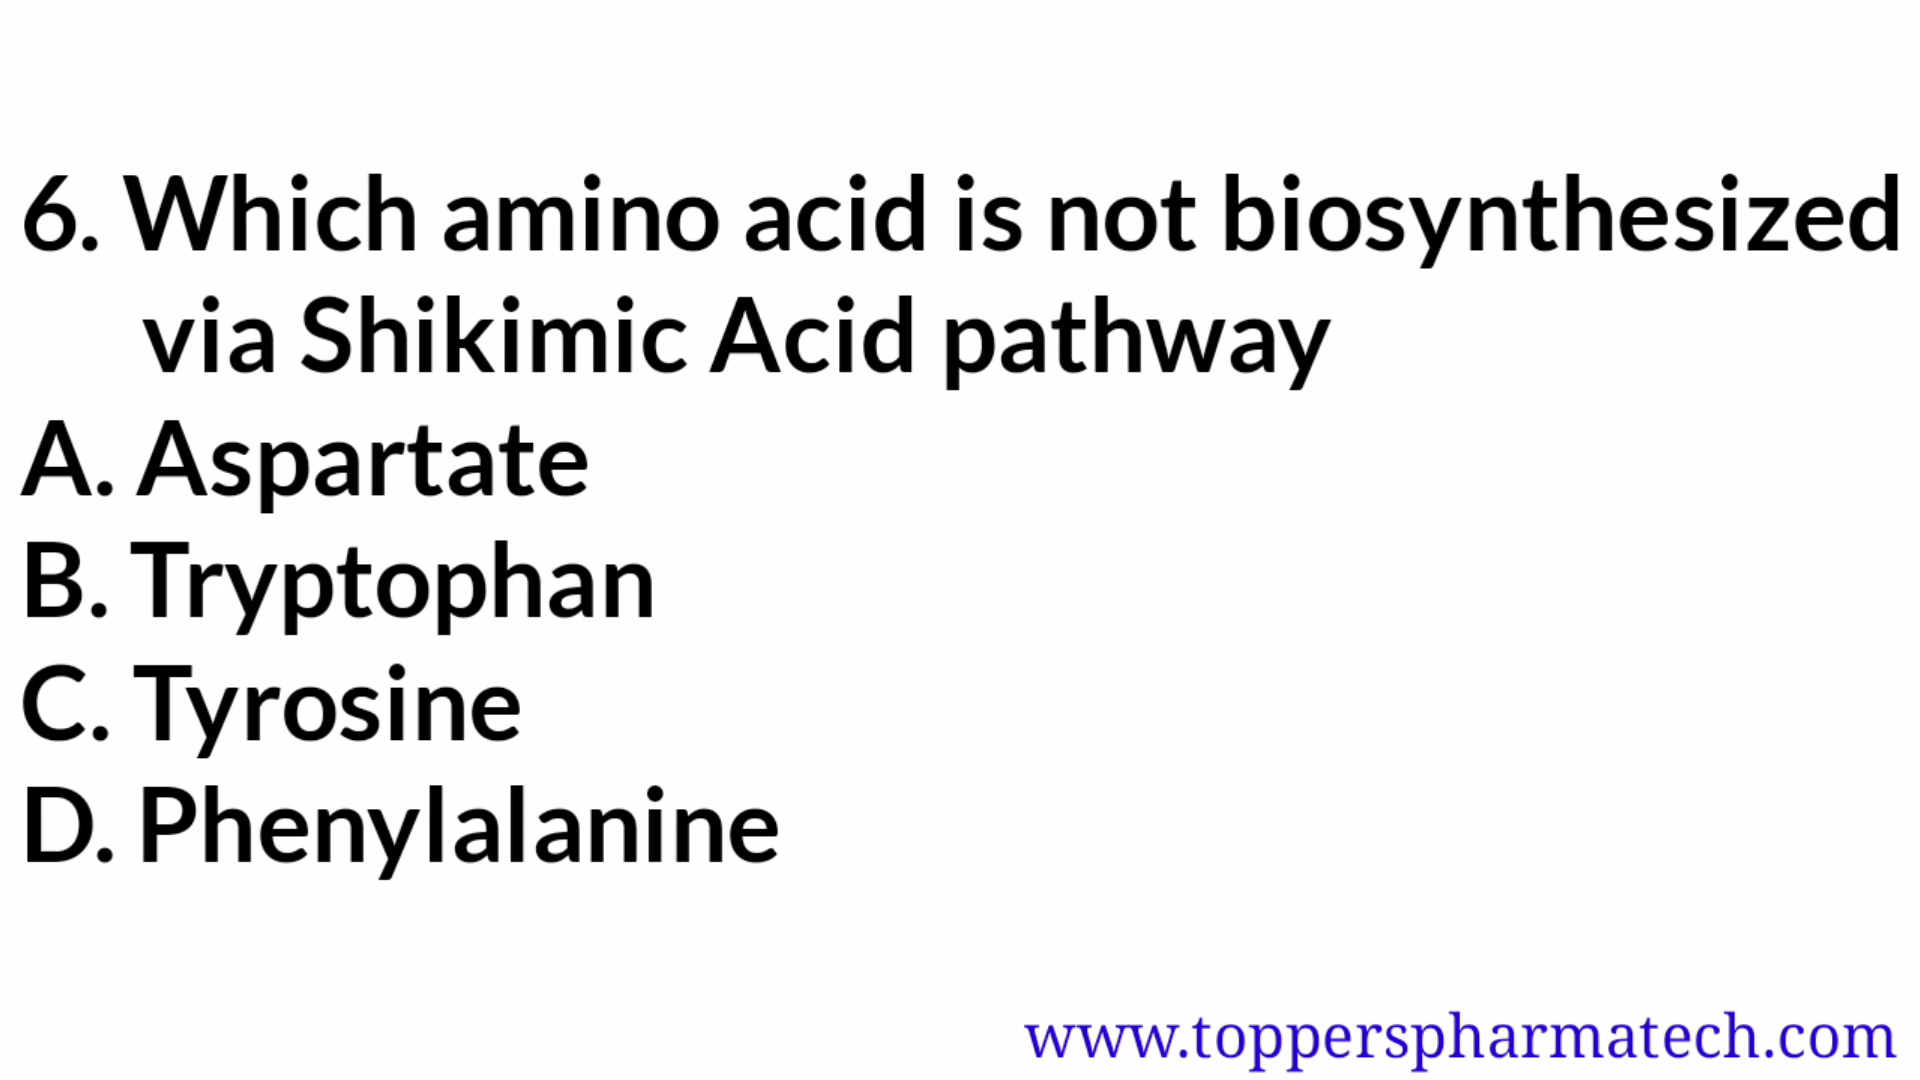 6. Which amino acid is not biosynthesized
via Shikimic Acid pathway
A. Aspartate
B. Tryptophan
C. Tyrosine
D. Phenylalanine
www.topperspharmatech.com